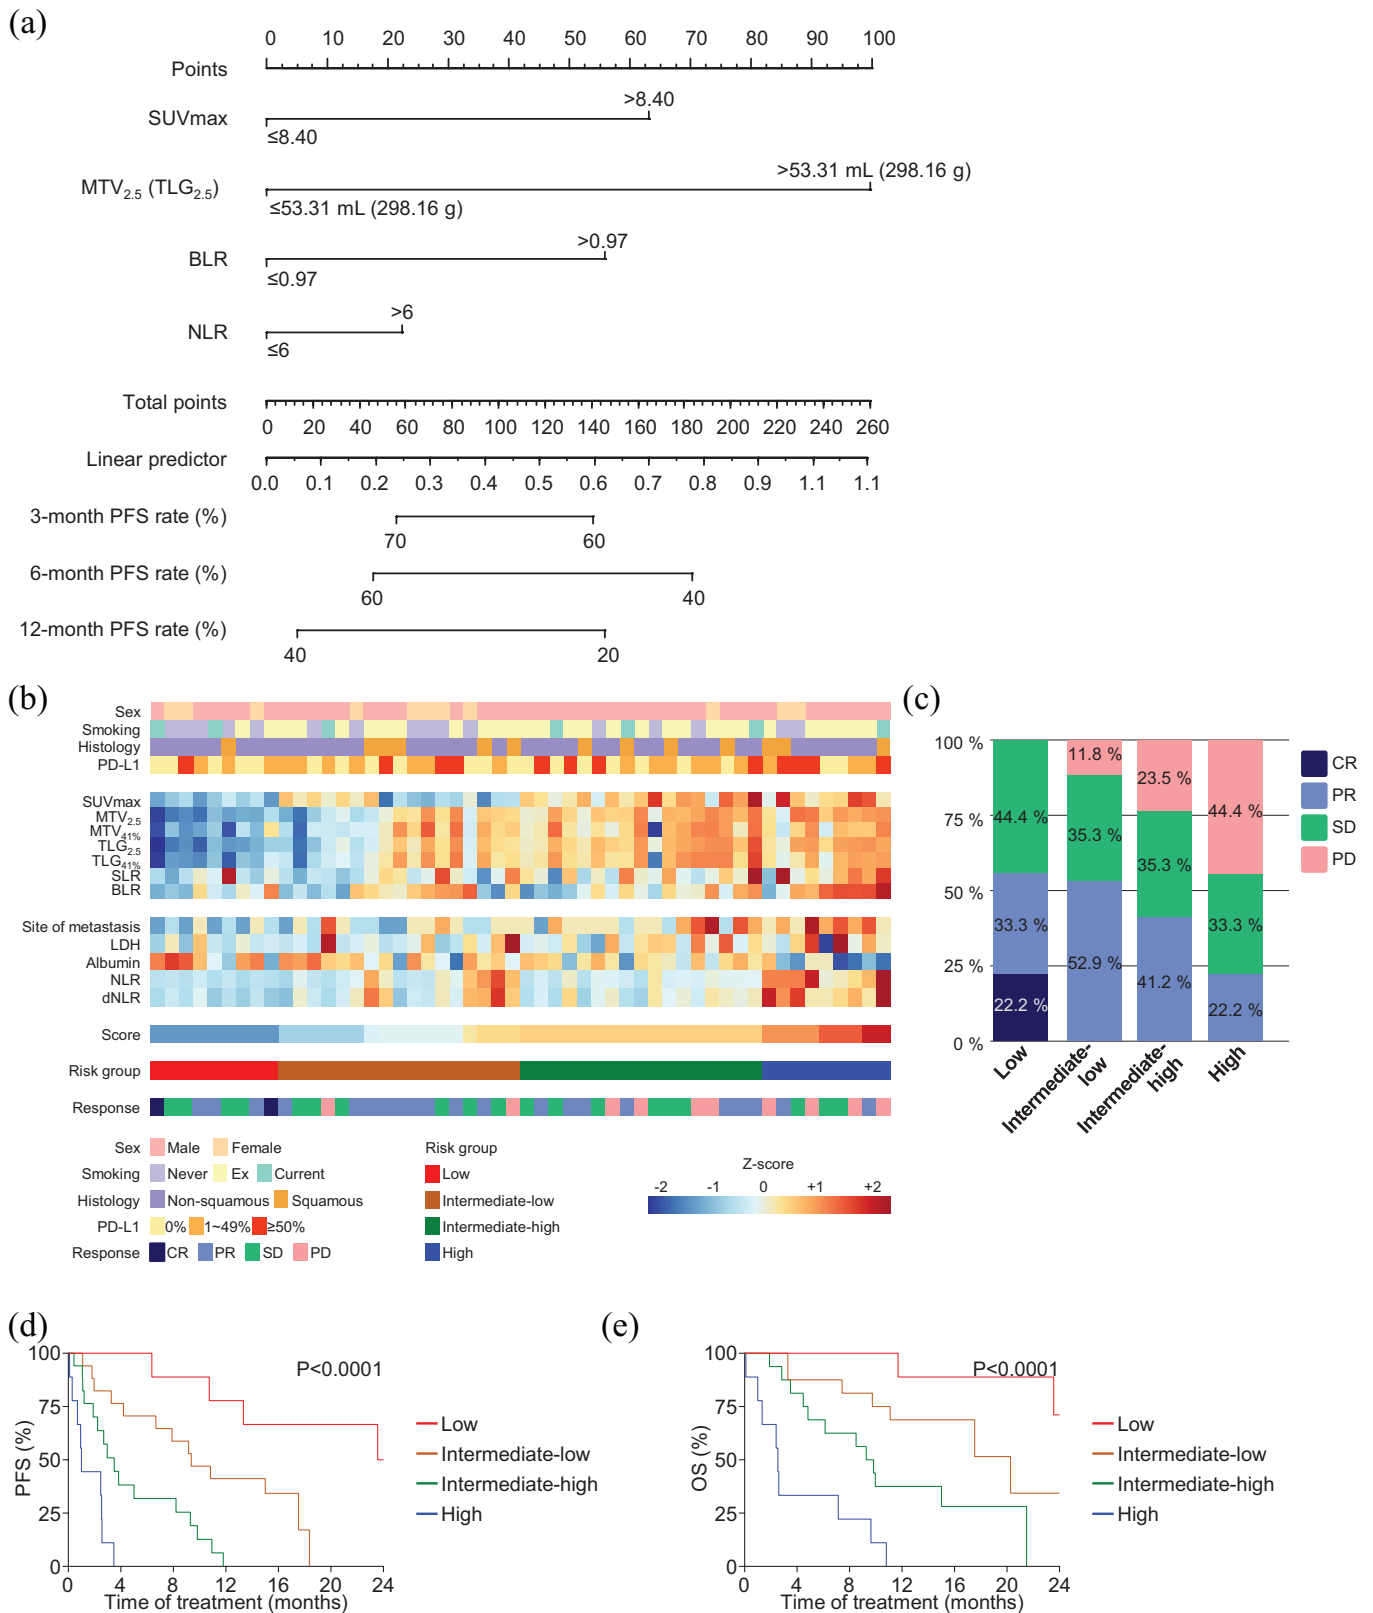 (a)
0 10 20 30 40 50 60 70 80 90 100
Points
>8.40
SUVmax
≤8.40
>53.31 mL (298.16 g)
MTV2.5 (TLG2.5)
≤53.31 mL (298.16 g)
>0.97
BLR
≤0.97
>6
NLR
≤6
Total points
0 20 40 60 80 100 120 140 160 180 200 220 240 260
Linear predictor
0.0 0.1 0.2 0.3 0.4 0.5 0.6 0.7 0.8 0.9 1.1 1.1
3-month PFS rate (%)
70 60
6-month PFS rate (%)
60 40
12-month PFS rate (%)
40 20
(b)
Sex
Smoking
Histology
PD-L1
SUVmax
MTV2.5
MTV41%
TLG2.5
TLG41%
SLR
BLR
Site of metastasis
LDH
Albumin
NLR
dNLR
Score
Risk group
Response
Sex Male Female
Smoking Never Ex Current
Histology Non-squamous Squamous
PD-L1 0% 1~49% ≥50%
Response CR PR SD PD
Risk group
Low
Intermediate-low
Intermediate-high
High
Z-score
-2 -1 0 +1 +2
(c)
100 %
75 %
50 %
25 %
0 %
44.4 %
33.3 %
22.2 %
11.8 %
35.3 %
52.9 %
23.5 %
35.3 %
41.2 %
44.4 %
33.3 %
22.2 %
Low
Intermediate-
low
Intermediate-
high
High
CR
PR
SD
PD
(d)
P<0.0001
PFS (%)
100
75
50
25
0
0 4 8 12 16 20 24
Time of treatment (months)
Low
Intermediate-low
Intermediate-high
High
(e)
P<0.0001
OS (%)
100
75
50
25
0
0 4 8 12 16 20 24
Time of treatment (months)
Low
Intermediate-low
Intermediate-high
High